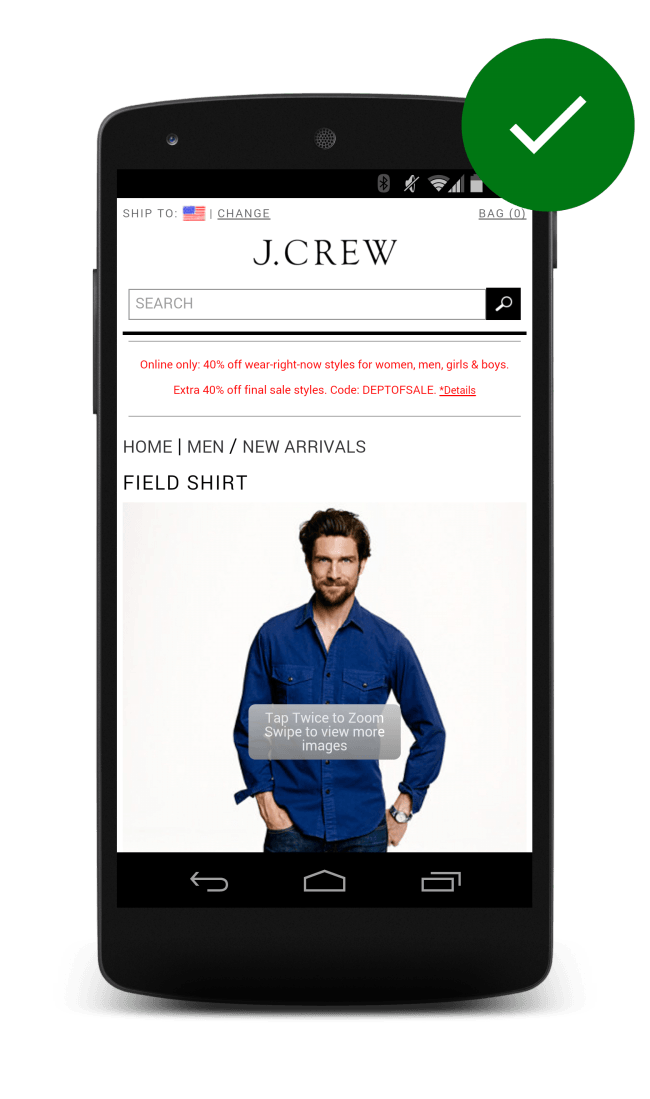 SHIP TO: | CHANGE BAG (0)
J.CREW
SEARCH
Online only: 40% off wear-right-now styles for women, men, girls & boys.
Extra 40% off final sale styles. Code: DEPTOFSALE. *Details
HOME | MEN / NEW ARRIVALS
FIELD SHIRT
Tap Twice to Zoom
Swipe to view more
images